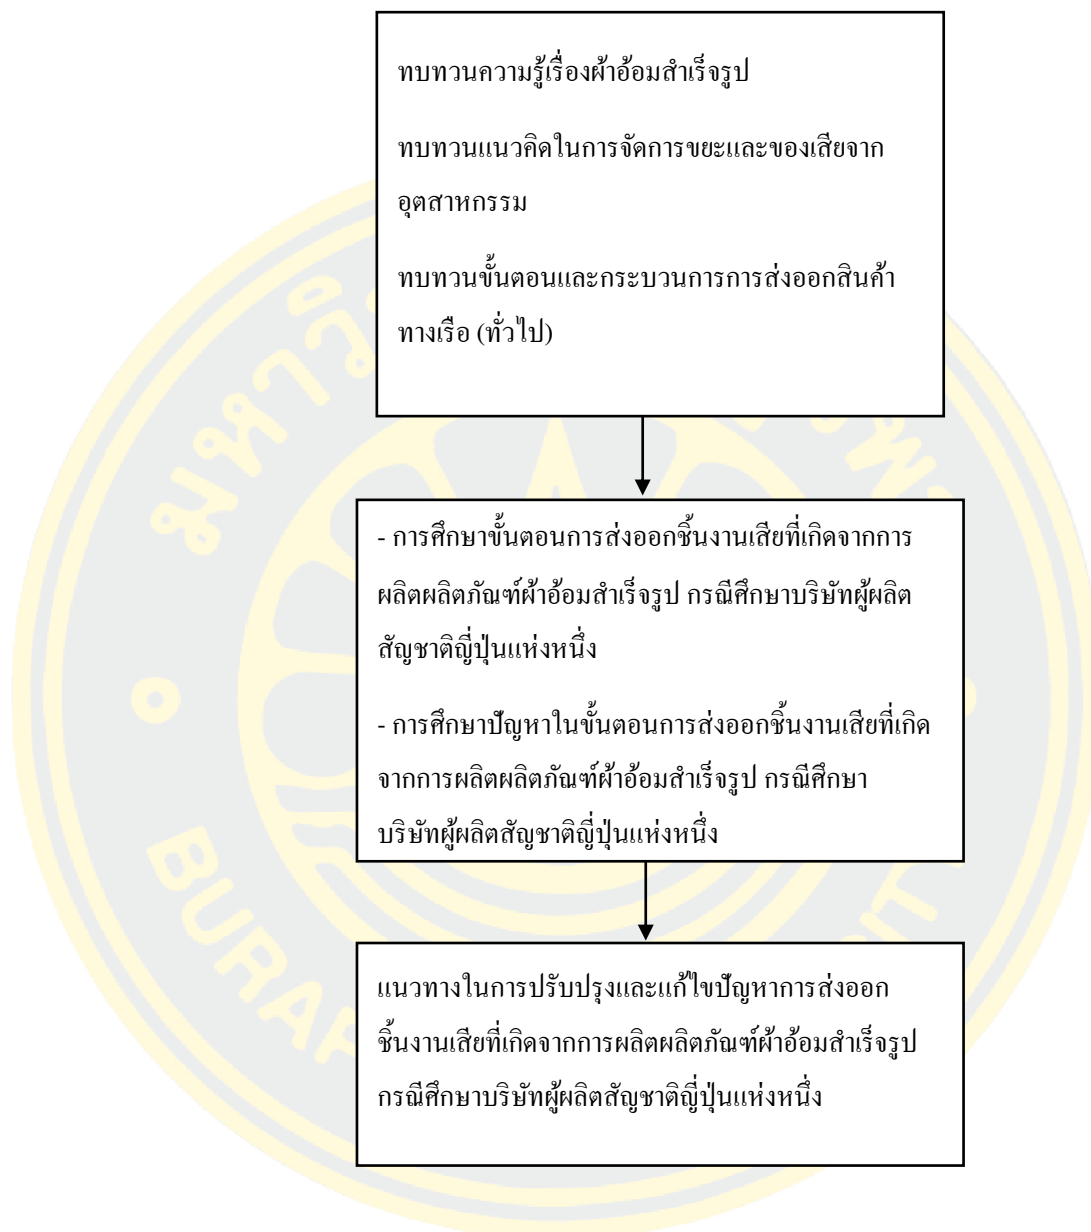 ทบทวนความรู้เรื่องผ้าอ้อมสำเร็จรูป
ทบทวนแนวคิดในการจัดการขยะและของเสียจาก
อุตสาหกรรม
ทบทวนขั้นตอนและกระบวนการการส่งออกสินค้า
ทางเรือ (ทั่วไป)
- การศึกษาขั้นตอนการส่งออกชิ้นงานเสียที่เกิดจากการ
ผลิตผลิตภัณฑ์ผ้าอ้อมสำเร็จรูป กรณีศึกษาบริษัทผู้ผลิต
สัญชาติญี่ปุ่นแห่งหนึ่ง
- การศึกษาปัญหาในขั้นตอนการส่งออกชิ้นงานเสียที่เกิด
จากการผลิตผลิตภัณฑ์ผ้าอ้อมสำเร็จรูป กรณีศึกษา
บริษัทผู้ผลิตสัญชาติญี่ปุ่นแห่งหนึ่ง
แนวทางในการปรับปรุงและแก้ไขปัญหาการส่งออก
ชิ้นงานเสียที่เกิดจากการผลิตผลิตภัณฑ์ผ้าอ้อมสำเร็จรูป
กรณีศึกษาบริษัทผู้ผลิตสัญชาติญี่ปุ่นแห่งหนึ่ง